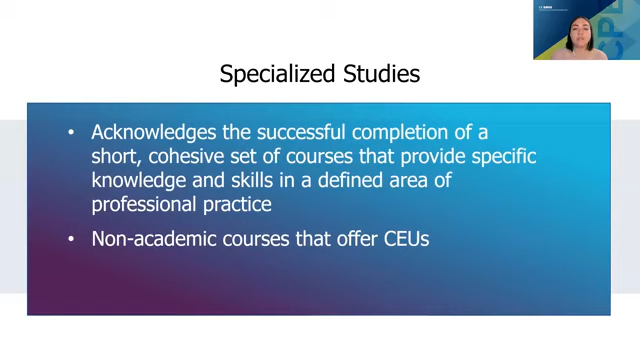 Specialized Studies
• Acknowledges the successful completion of a
short, cohesive set of courses that provide specific
knowledge and skills in a defined area of
professional practice
• Non-academic courses that offer CEUs
CPE